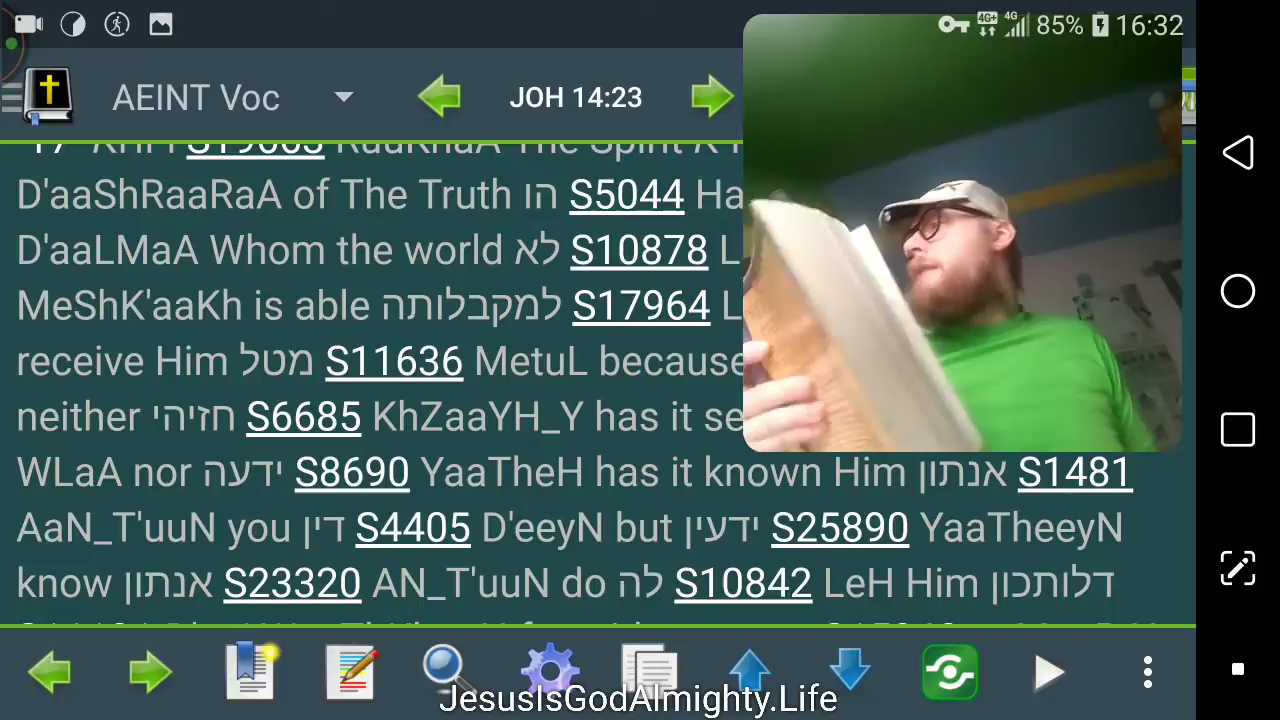 85% 16:32
AEINT Voc JOH 14:23
D'aaShRaaRaA of The Truth הו S5044 Ha
D'aaLMaA Whom the world לא S10878 L
MeShK'aaKh is able למקבלותה S17964 L
receive Him מטל S11636 MetuL because
neither חזיהי S6685 KhZaaYH_Y has it se
WLaA nor ידעה S8690 YaaTheH has it known Him אנתון S1481
AaN_T'uuN you דין S4405 D'eeyN but ידעין S25890 YaaTheeyN
know אנתון S23320 AN_T'uuN do לה S10842 LeH Him דלותכון
JesusIsGodAlmighty.Life